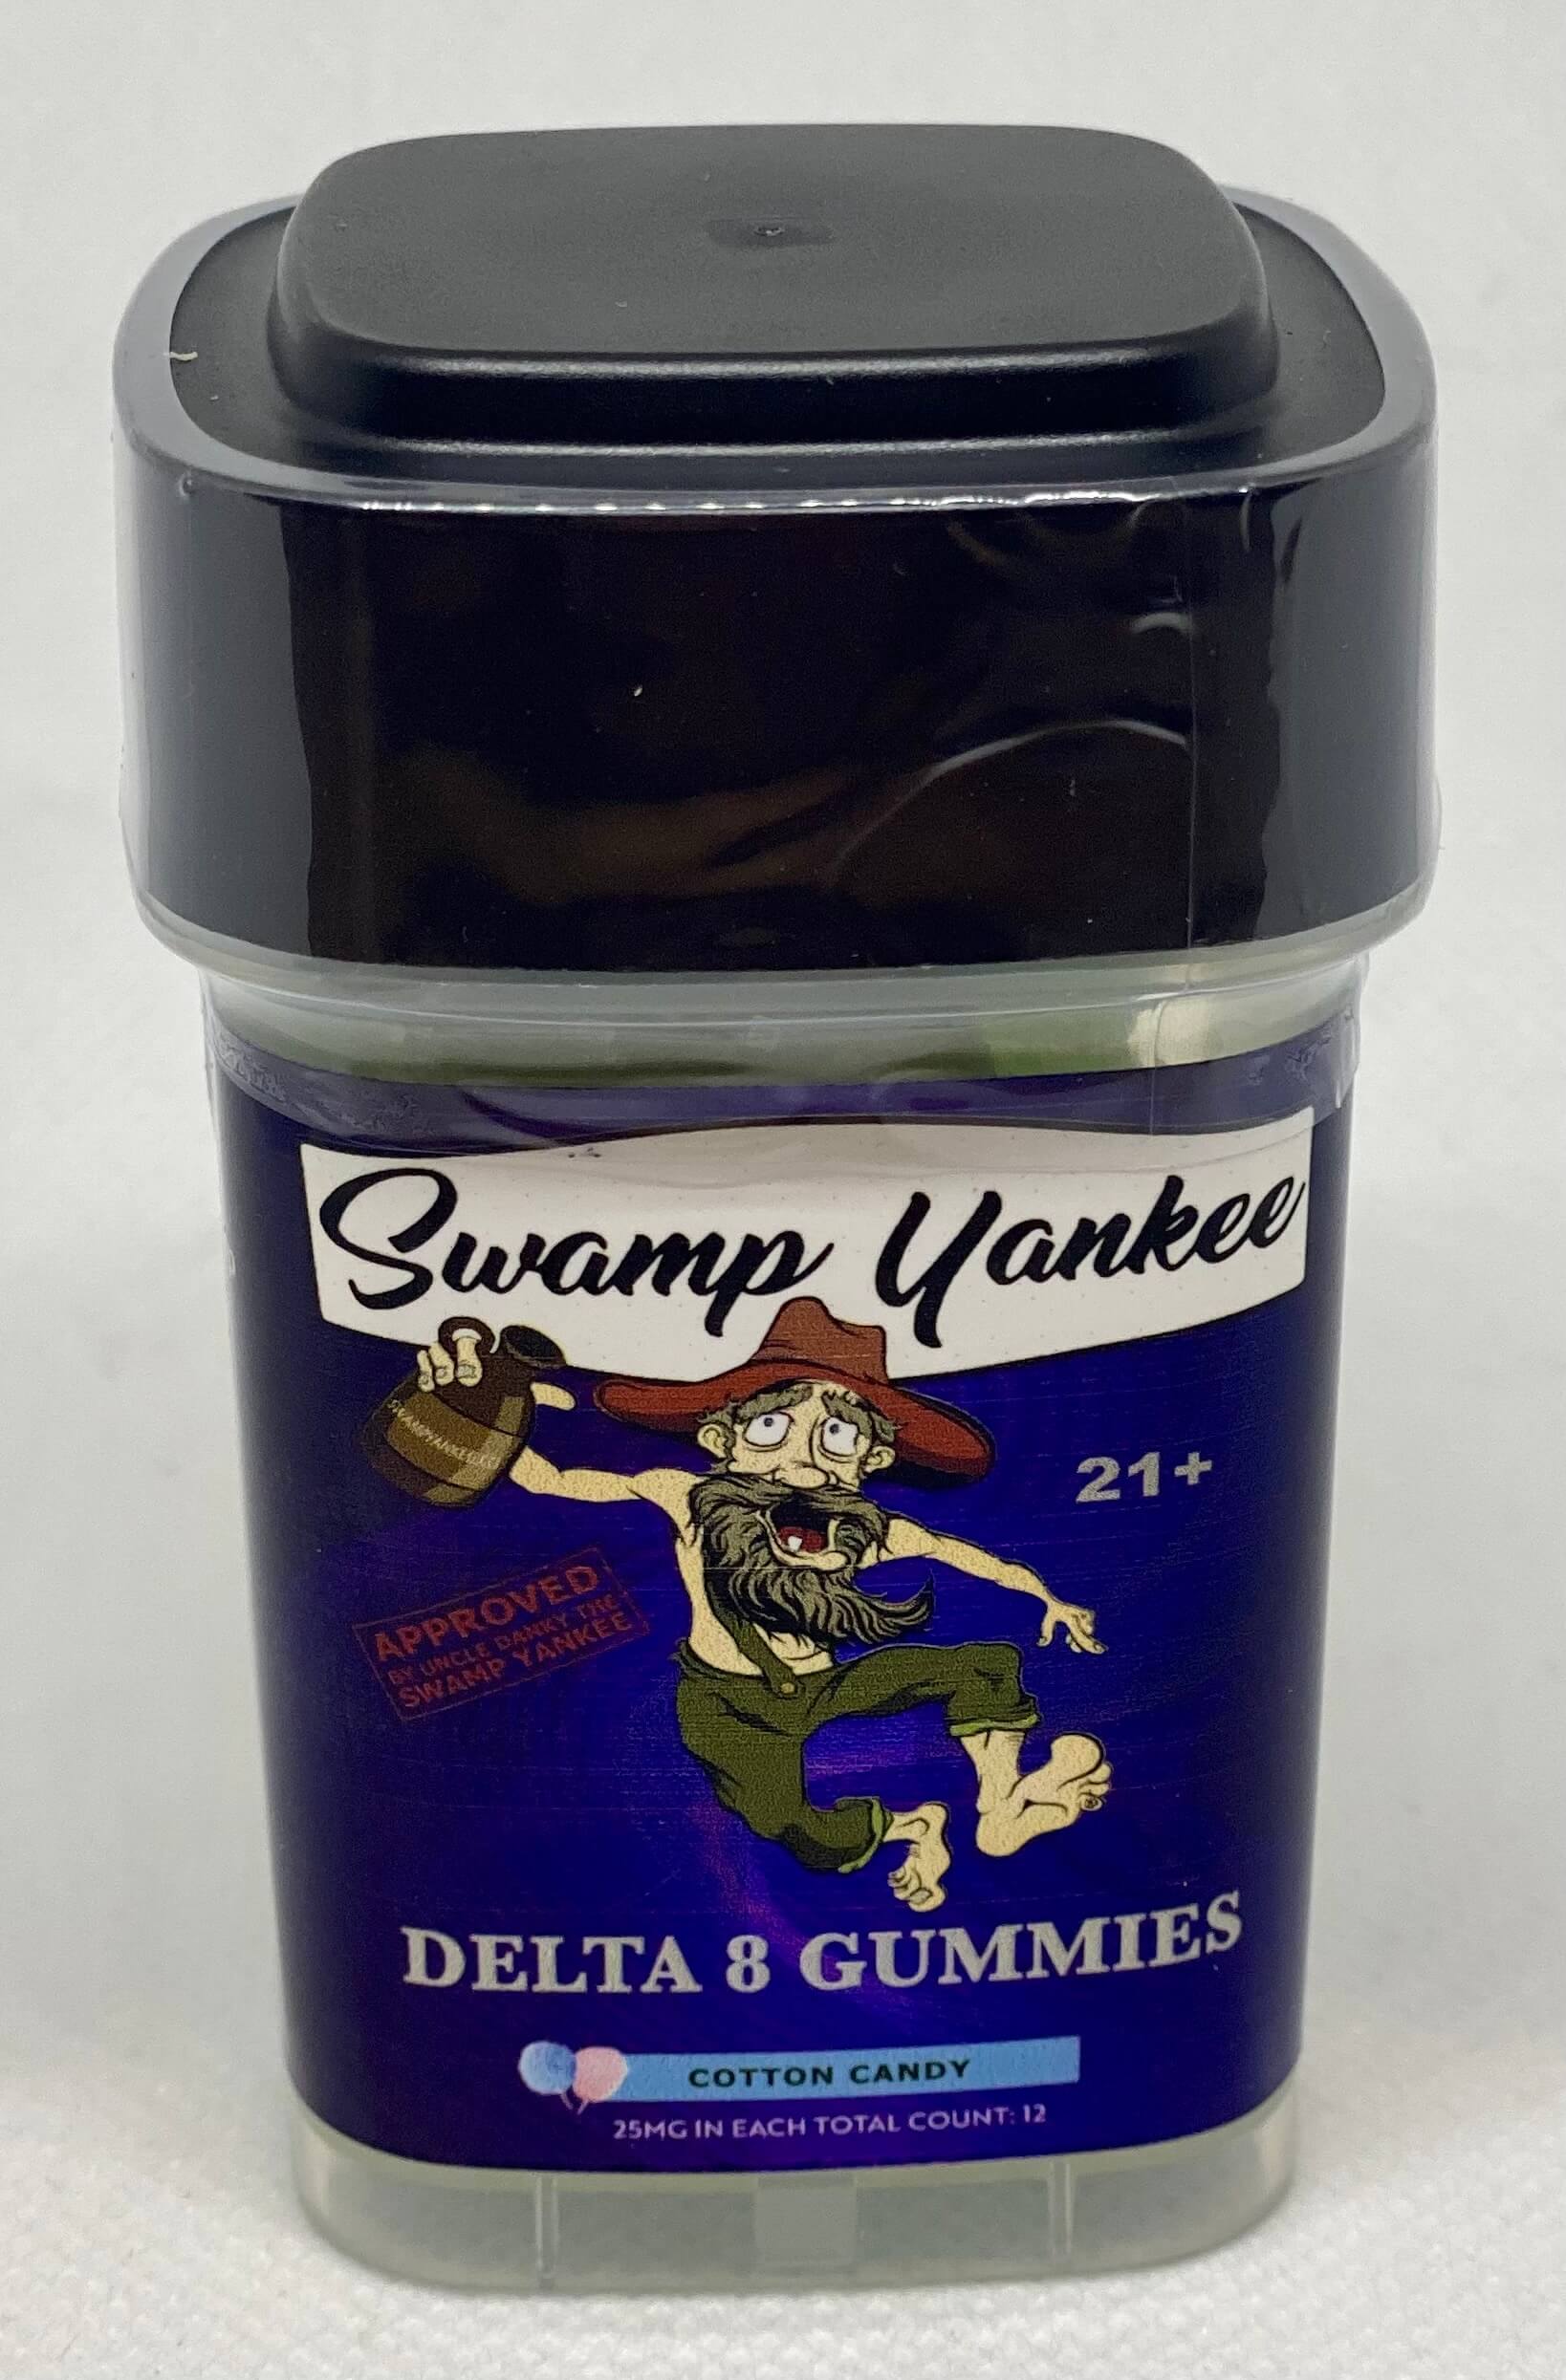 Swamp Yankee
SWAMPYANKEE
21+
APPROVED
BY UNCLE DANKY THE
SWAMP YANKEE
DELTA 8 GUMMIES
COTTON CANDY
25MG IN EACH TOTAL COUNT: 12